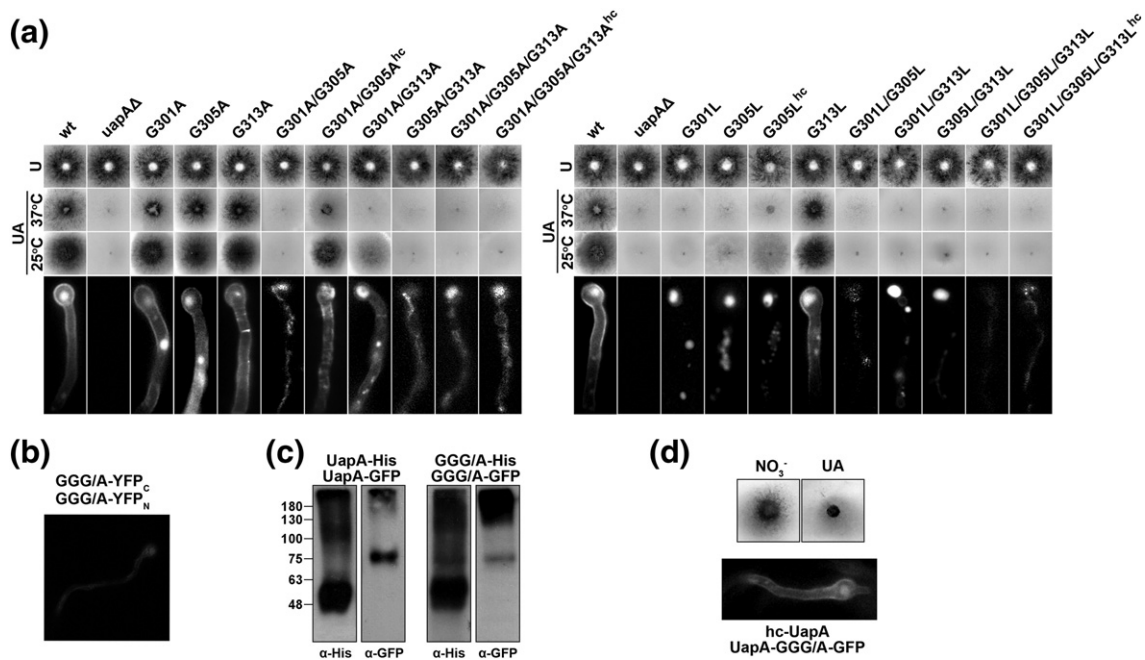 (a)
wt uapAΔ G301A G305A G313A G301A/G305A G301A/G305A^hc G301A/G313A G305A/G313A G301A/G305A/G313A G301A/G305A/G313A^hc
U
UA 37°C
25°C
wt uapAΔ G301L G305L G305L^hc G313L G301L/G305L G301L/G313L G305L/G313L G301L/G305L/G313L G301L/G305L/G313L^hc
U
UA 37°C
25°C
(b)
GGG/A-YFP_C
GGG/A-YFP_N
(c)
UapA-His GGG/A-His
UapA-GFP GGG/A-GFP
180
130
100
75
63
48
α-His α-GFP α-His α-GFP
(d)
NO₃⁻ UA
hc-UapA
UapA-GGG/A-GFP